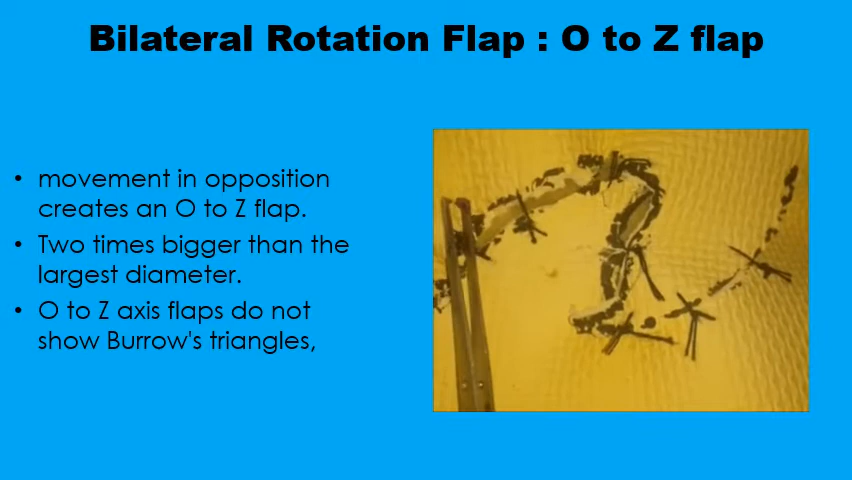 Bilateral Rotation Flap : O to Z flap
• movement in opposition
creates an O to Z flap.
• Two times bigger than the
largest diameter.
• O to Z axis flaps do not
show Burrow's triangles,